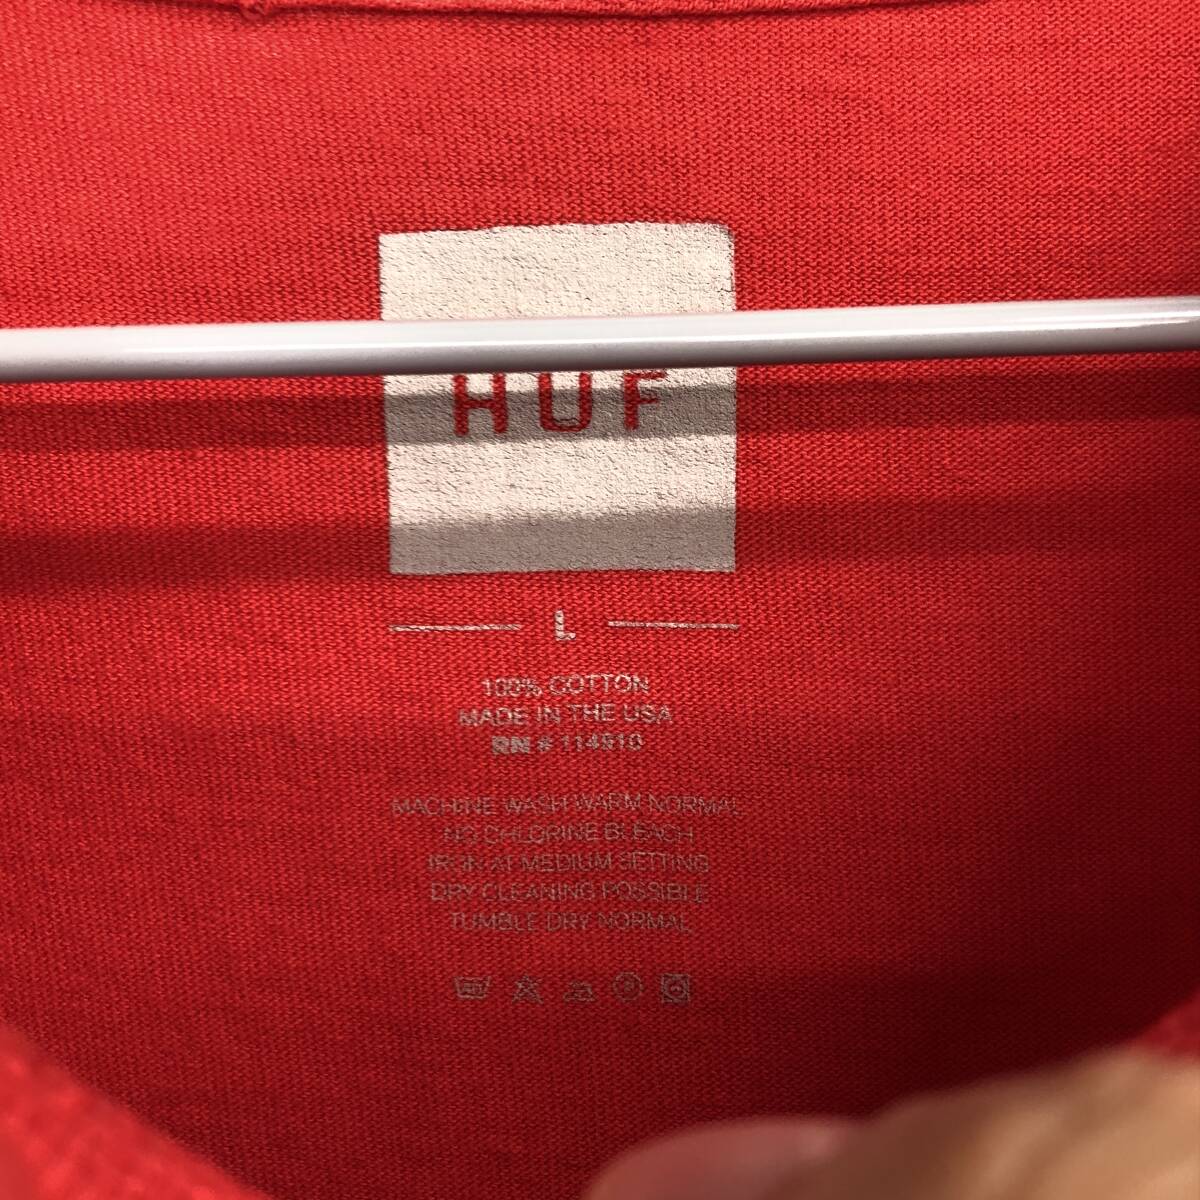 HUF
L
100% COTTON
MADE IN THE USA
RN # 114510
MACHINE WASH WARM NORMAL
NO CHLORINE BLEACH
IRON AT MEDIUM SETTING
DRY CLEANING POSSIBLE
TUMBLE DRY NORMAL